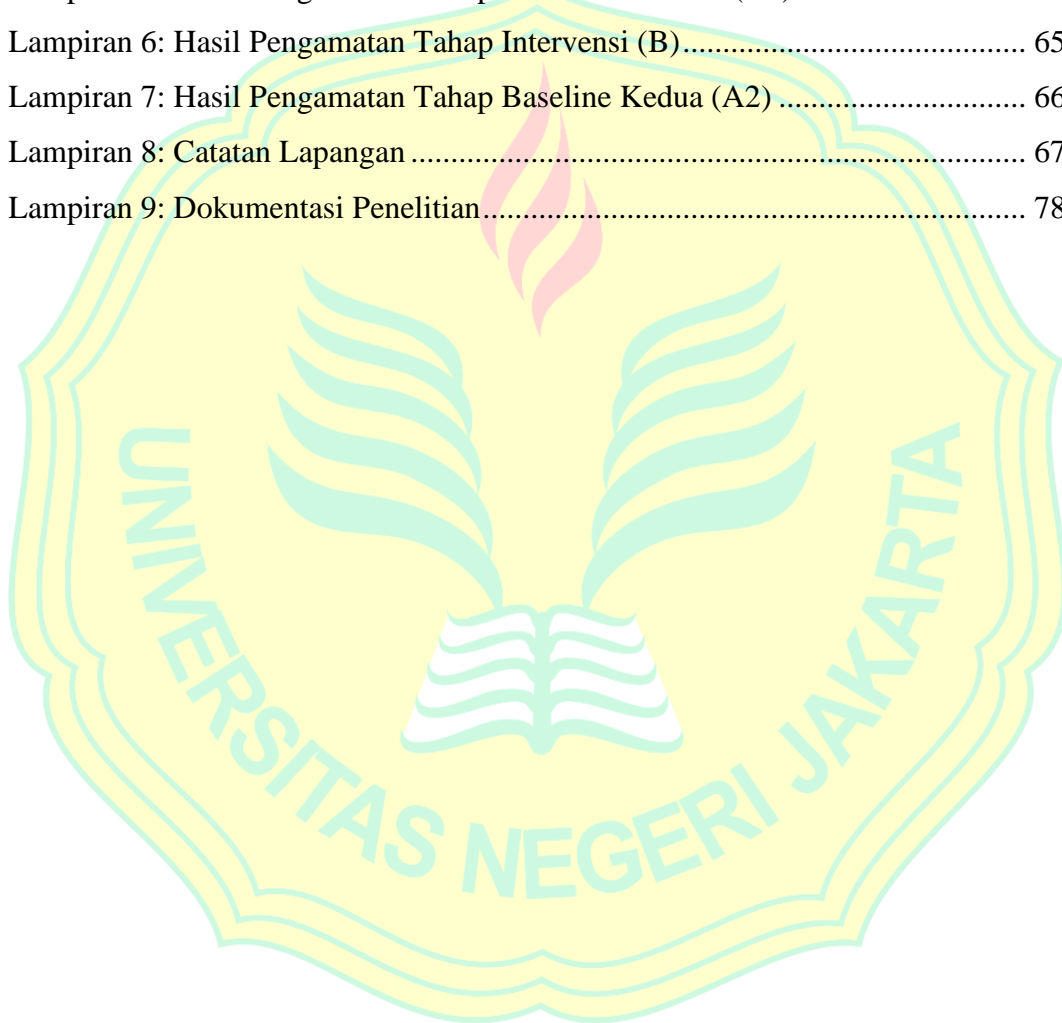 Lampiran 6: Hasil Pengamatan Tahap Intervensi (B)............................................ 65
Lampiran 7: Hasil Pengamatan Tahap Baseline Kedua (A2) ............................... 66
Lampiran 8: Catatan Lapangan .............................................................................. 67
Lampiran 9: Dokumentasi Penelitian..................................................................... 78
UNIVERSITAS NEGERI JAKARTA